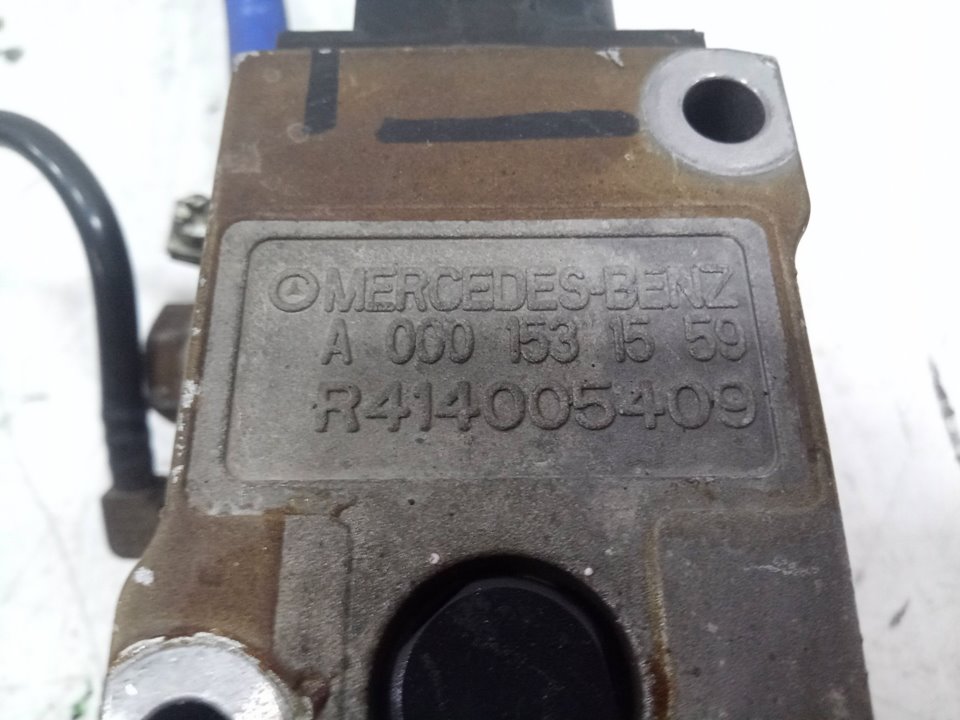 MERCEDES-BENZ
A 000 153 15 59
R414005409